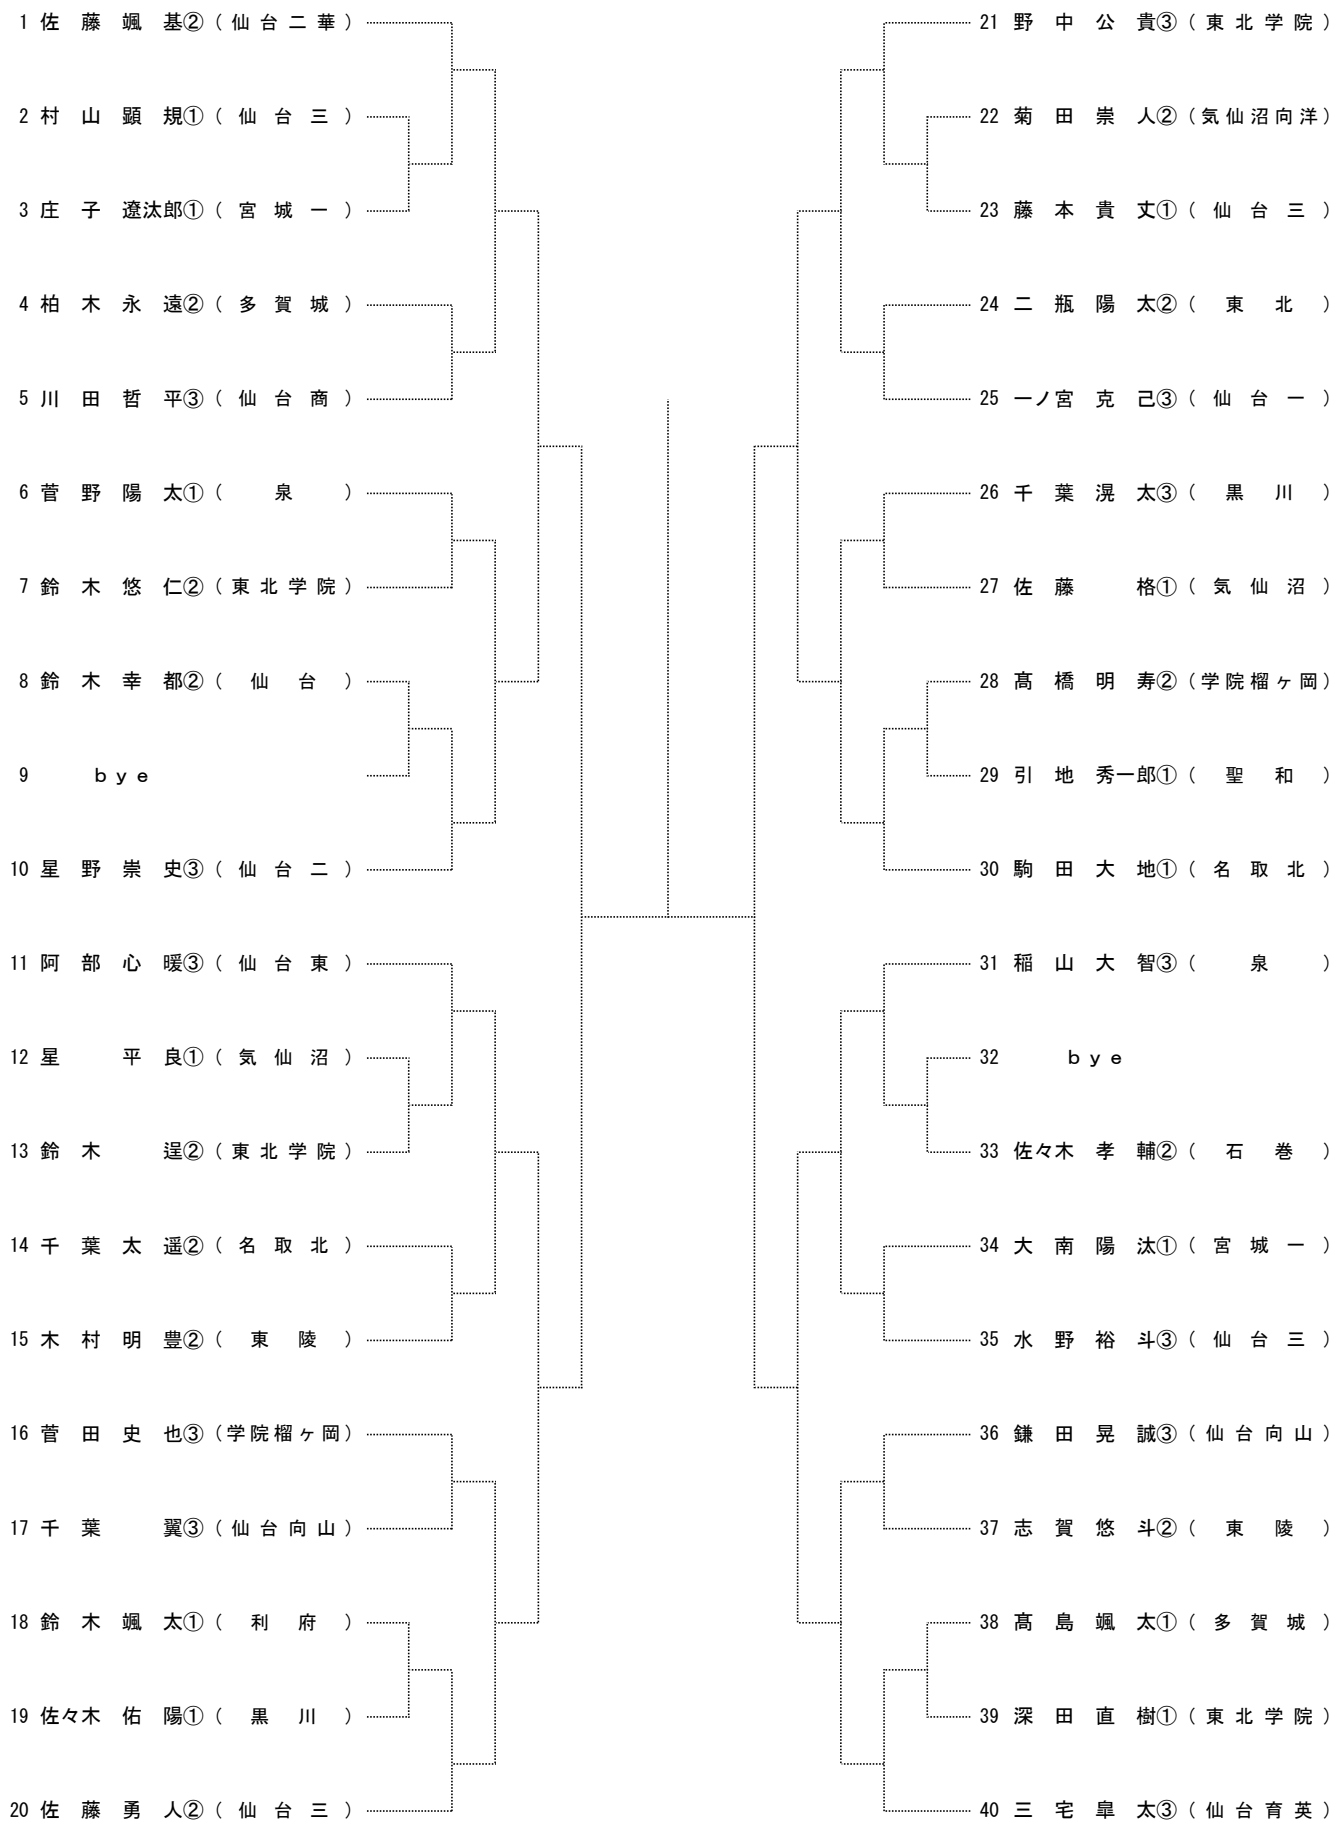 1 佐藤颯基②（仙台二華）
2 村山顕規①（仙台三）
3 庄子遼汰郎①（宮城一）
4 柏木永遠②（多賀城）
5 川田哲平③（仙台商）
6 菅野陽太①（泉）
7 鈴木悠仁②（東北学院）
8 鈴木幸都②（仙台）
9 ｂｙｅ
10 星野崇史③（仙台二）
11 阿部心暖③（仙台東）
12 星平良①（気仙沼）
13 鈴木逞②（東北学院）
14 千葉太遥②（名取北）
15 木村明豊②（東陵）
16 菅田史也③（学院榴ヶ岡）
17 千葉翼③（仙台向山）
18 鈴木颯太①（利府）
19 佐々木佑陽①（黒川）
20 佐藤勇人②（仙台三）
21 野中公貴③（東北学院）
22 菊田崇人②（気仙沼向洋）
23 藤本貴丈①（仙台三）
24 二瓶陽太②（東北）
25 一ノ宮克己③（仙台一）
26 千葉滉太③（黒川）
27 佐藤格①（気仙沼）
28 髙橋明寿②（学院榴ヶ岡）
29 引地秀一郎①（聖和）
30 駒田大地①（名取北）
31 稲山大智③（泉）
32 ｂｙｅ
33 佐々木孝輔②（石巻）
34 大南陽汰①（宮城一）
35 水野裕斗③（仙台三）
36 鎌田晃誠③（仙台向山）
37 志賀悠斗②（東陵）
38 髙島颯太①（多賀城）
39 深田直樹①（東北学院）
40 三宅皐太③（仙台育英）